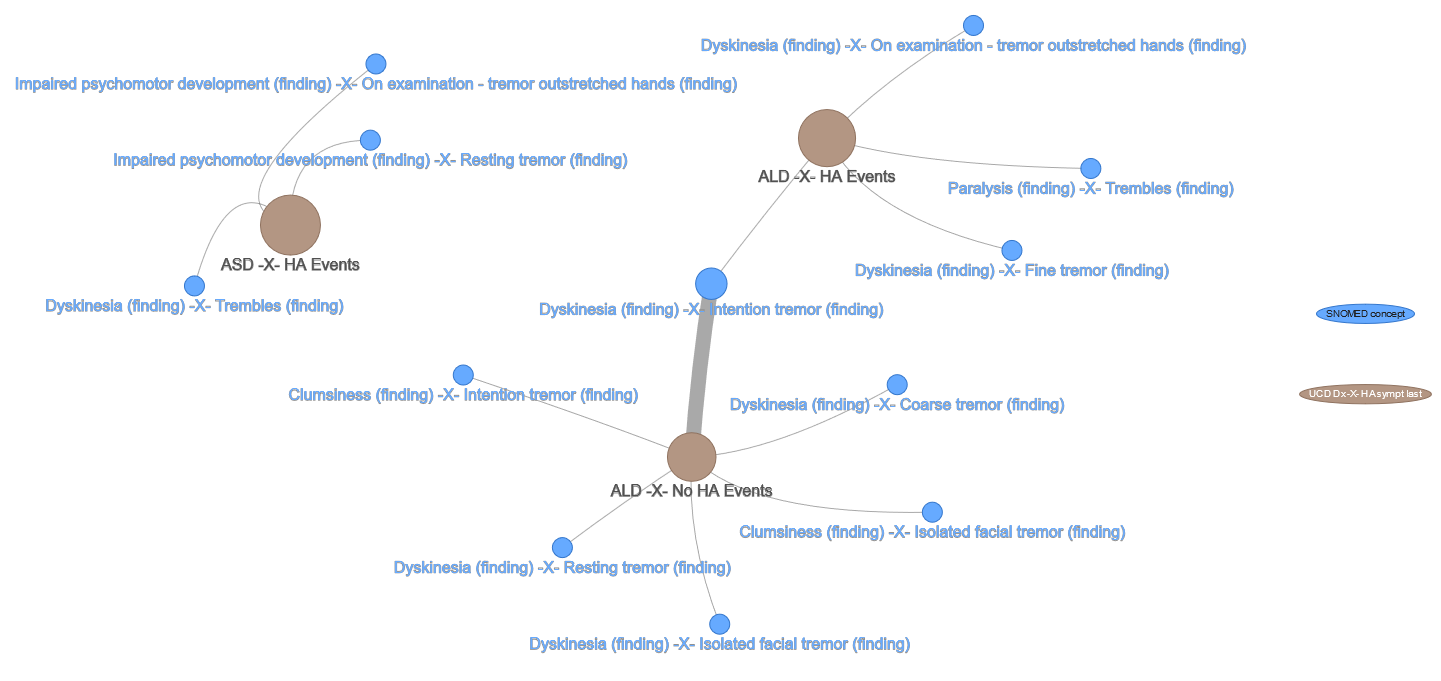 Dyskinesia (finding) -X- On examination - tremor outstretched hands (finding)
Impaired psychomotor development (finding) -X- On examination - tremor outstretched hands (finding)
Impaired psychomotor development (finding) -X- Resting tremor (finding)
ALD -X- HA Events
Paralysis (finding) -X- Trembles (finding)
ASD -X- HA Events
Dyskinesia (finding) -X- Fine tremor (finding)
Dyskinesia (finding) -X- Trembles (finding)
Dyskinesia (finding) -X- Intention tremor (finding)
SNOMED concept
Clumsiness (finding) -X- Intention tremor (finding)
UCD Dx -X- HA sympt last
Dyskinesia (finding) -X- Coarse tremor (finding)
ALD -X- No HA Events
Clumsiness (finding) -X- Isolated facial tremor (finding)
Dyskinesia (finding) -X- Resting tremor (finding)
Dyskinesia (finding) -X- Isolated facial tremor (finding)